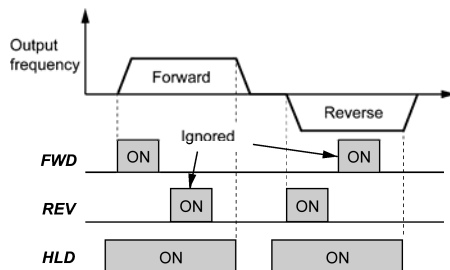 Output
frequency
Forward
Reverse
Ignored
FWD ON ON
REV ON ON
HLD ON ON